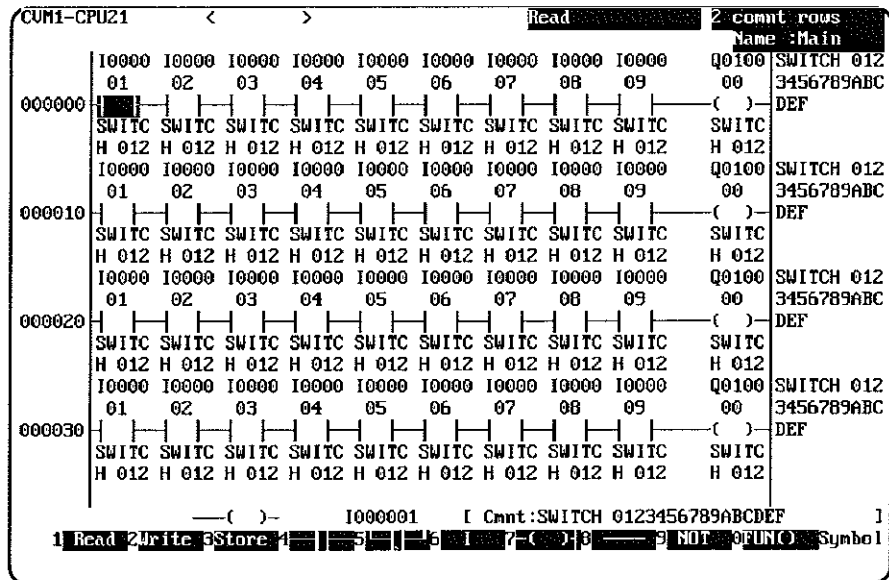 CVM1-CPU21 < > Read 2 comnt rows
Name :Main
I0000 I0000 I0000 I0000 I0000 I0000 I0000 I0000 I0000 Q0100 SWITCH 012
01 02 03 04 05 06 07 08 09 00 3456789ABC
000000 ( ) DEF
SWITC SWITC SWITC SWITC SWITC SWITC SWITC SWITC SWITC SWITC
H 012 H 012 H 012 H 012 H 012 H 012 H 012 H 012 H 012 H 012
I0000 I0000 I0000 I0000 I0000 I0000 I0000 I0000 I0000 Q0100 SWITCH 012
01 02 03 04 05 06 07 08 09 00 3456789ABC
000010 ( ) DEF
SWITC SWITC SWITC SWITC SWITC SWITC SWITC SWITC SWITC SWITC
H 012 H 012 H 012 H 012 H 012 H 012 H 012 H 012 H 012 H 012
I0000 I0000 I0000 I0000 I0000 I0000 I0000 I0000 I0000 Q0100 SWITCH 012
01 02 03 04 05 06 07 08 09 00 3456789ABC
000020 ( ) DEF
SWITC SWITC SWITC SWITC SWITC SWITC SWITC SWITC SWITC SWITC
H 012 H 012 H 012 H 012 H 012 H 012 H 012 H 012 H 012 H 012
I0000 I0000 I0000 I0000 I0000 I0000 I0000 I0000 I0000 Q0100 SWITCH 012
01 02 03 04 05 06 07 08 09 00 3456789ABC
000030 ( ) DEF
SWITC SWITC SWITC SWITC SWITC SWITC SWITC SWITC SWITC SWITC
H 012 H 012 H 012 H 012 H 012 H 012 H 012 H 012 H 012 H 012
( ) I000001 [ Cmnt:SWITCH 0123456789ABCDEF ]
1 Read 2Write 3Store 4 5 6 7 ( ) 8 9 NOT 0FUN() Symbol